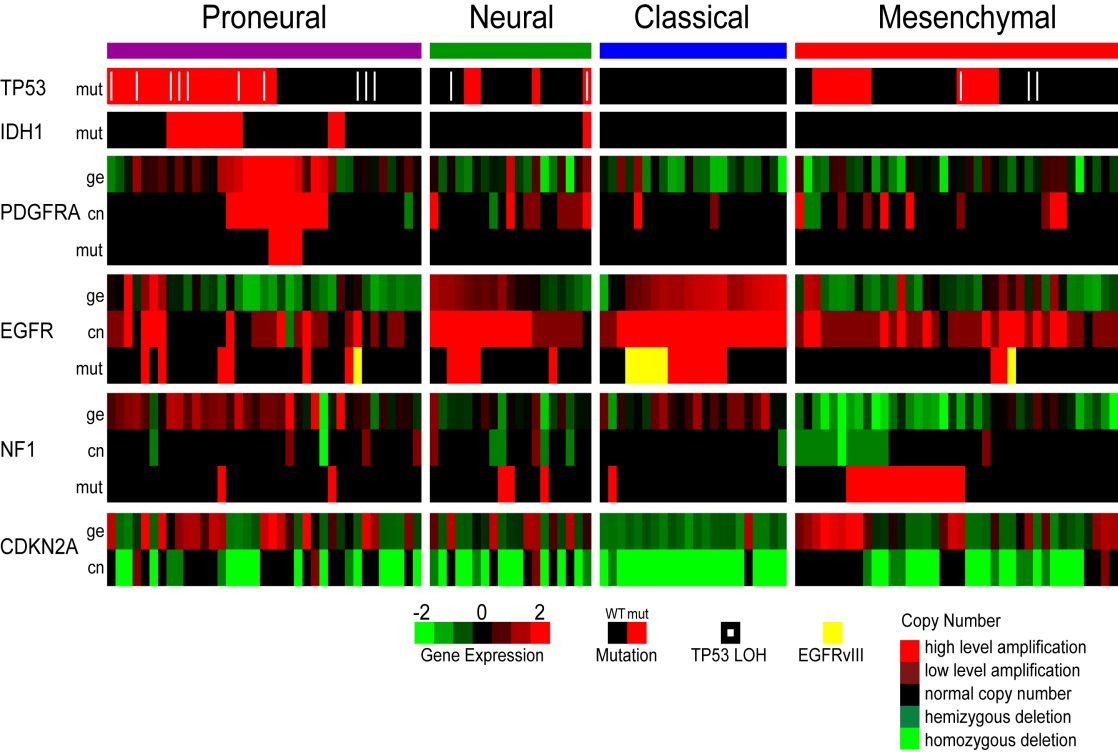 Proneural Neural Classical Mesenchymal
TP53 mut
IDH1 mut
ge
PDGFRA cn
mut
ge
EGFR cn
mut
ge
NF1 cn
mut
CDKN2A ge
cn
-2 0 2
Gene Expression
WT mut
Mutation
TP53 LOH
EGFRvIII
Copy Number
high level amplification
low level amplification
normal copy number
hemizygous deletion
homozygous deletion